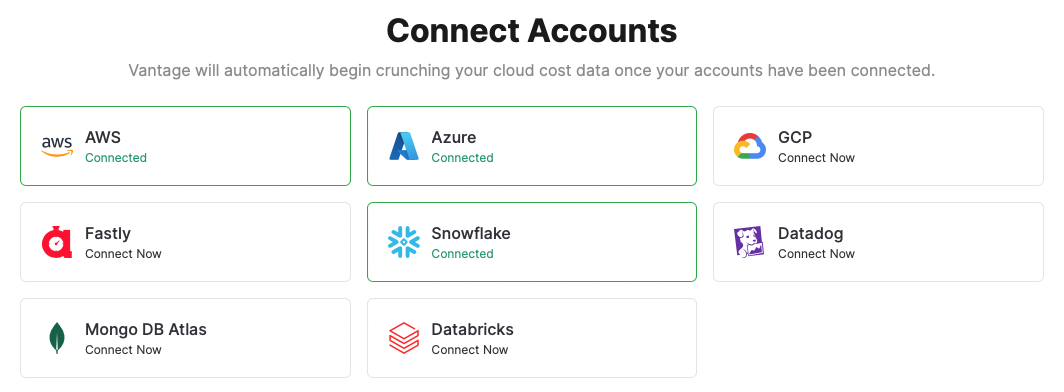 Connect Accounts
Vantage will automatically begin crunching your cloud cost data once your accounts have been connected.
aws
AWS
Connected
Azure
Connected
GCP
Connect Now
Fastly
Connect Now
Snowflake
Connected
Datadog
Connect Now
Mongo DB Atlas
Connect Now
Databricks
Connect Now